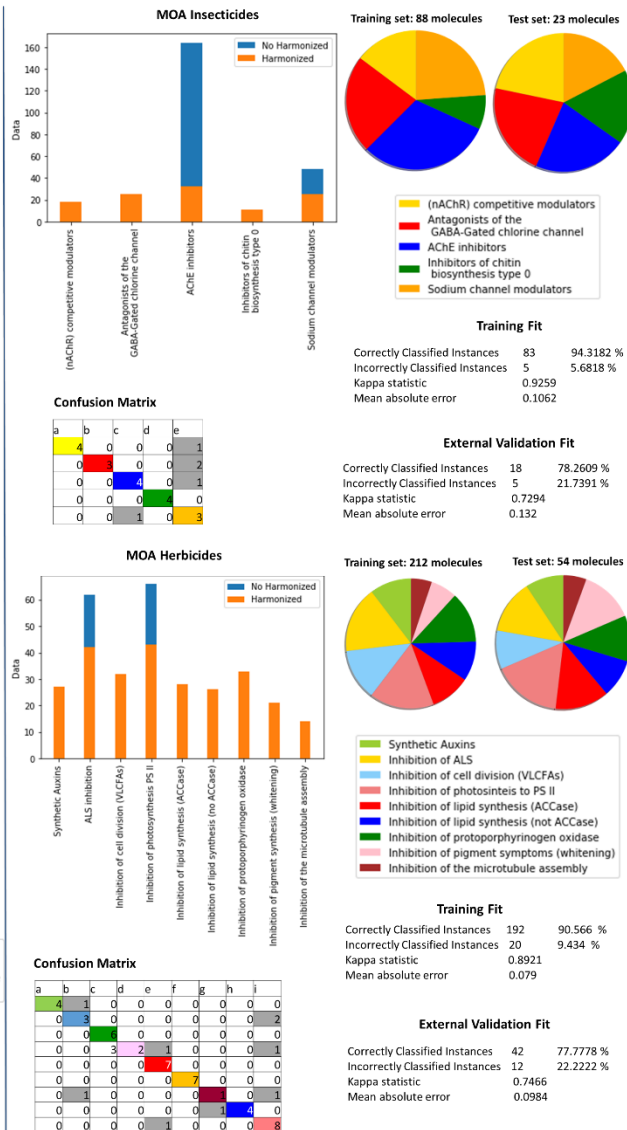 MOA Insecticides
No Harmonized
Harmonized
Data
160
140
120
100
80
60
40
20
0
(nAChR) competitive modulators
Antagonists of the
GABA-Gated chlorine channel
AChE inhibitors
Inhibitors of chitin
biosynthesis type 0
Sodium channel modulators
Training set: 88 molecules
Test set: 23 molecules
(nAChR) competitive modulators
Antagonists of the
GABA-Gated chlorine channel
AChE inhibitors
Inhibitors of chitin
biosynthesis type 0
Sodium channel modulators
Training Fit
Correctly Classified Instances 83 94.3182 %
Incorrectly Classified Instances 5 5.6818 %
Kappa statistic 0.9259
Mean absolute error 0.1062
Confusion Matrix
a b c d e
4 0 0 0 1
0 3 0 0 2
0 0 4 0 1
0 0 0 4 0
0 0 1 0 3
External Validation Fit
Correctly Classified Instances 18 78.2609 %
Incorrectly Classified Instances 5 21.7391 %
Kappa statistic 0.7294
Mean absolute error 0.132
MOA Herbicides
No Harmonized
Harmonized
Data
60
50
40
30
20
10
0
Synthetic Auxins
ALS inhibition
Inhibition of cell division (VLCFAs)
Inhibition of photosynthesis PS II
Inhibition of lipid synthesis (ACCase)
Inhibition of lipid synthesis (no ACCase)
Inhibition of protoporphyrinogen oxidase
Inhibition of pigment synthesis (whitening)
Inhibition of the microtubule assembly
Training set: 212 molecules
Test set: 54 molecules
Synthetic Auxins
Inhibition of ALS
Inhibition of cell division (VLCFAs)
Inhibition of photosinteis to PS II
Inhibition of lipid synthesis (ACCase)
Inhibition of lipid synthesis (not ACCase)
Inhibition of protoporphyrinogen oxidase
Inhibition of pigment symptoms (whitening)
Inhibition of the microtubule assembly
Training Fit
Correctly Classified Instances 192 90.566 %
Incorrectly Classified Instances 20 9.434 %
Kappa statistic 0.8921
Mean absolute error 0.079
Confusion Matrix
a b c d e f g h i
4 1 0 0 0 0 0 0 0
0 3 0 0 0 0 0 0 2
0 0 6 0 0 0 0 0 0
0 0 3 2 1 0 0 0 1
0 0 0 0 7 0 0 0 0
0 0 0 0 0 7 0 0 0
0 1 0 0 0 0 1 0 1
0 0 0 0 0 0 1 4 0
0 0 0 0 1 0 0 0 8
External Validation Fit
Correctly Classified Instances 42 77.7778 %
Incorrectly Classified Instances 12 22.2222 %
Kappa statistic 0.7466
Mean absolute error 0.0984